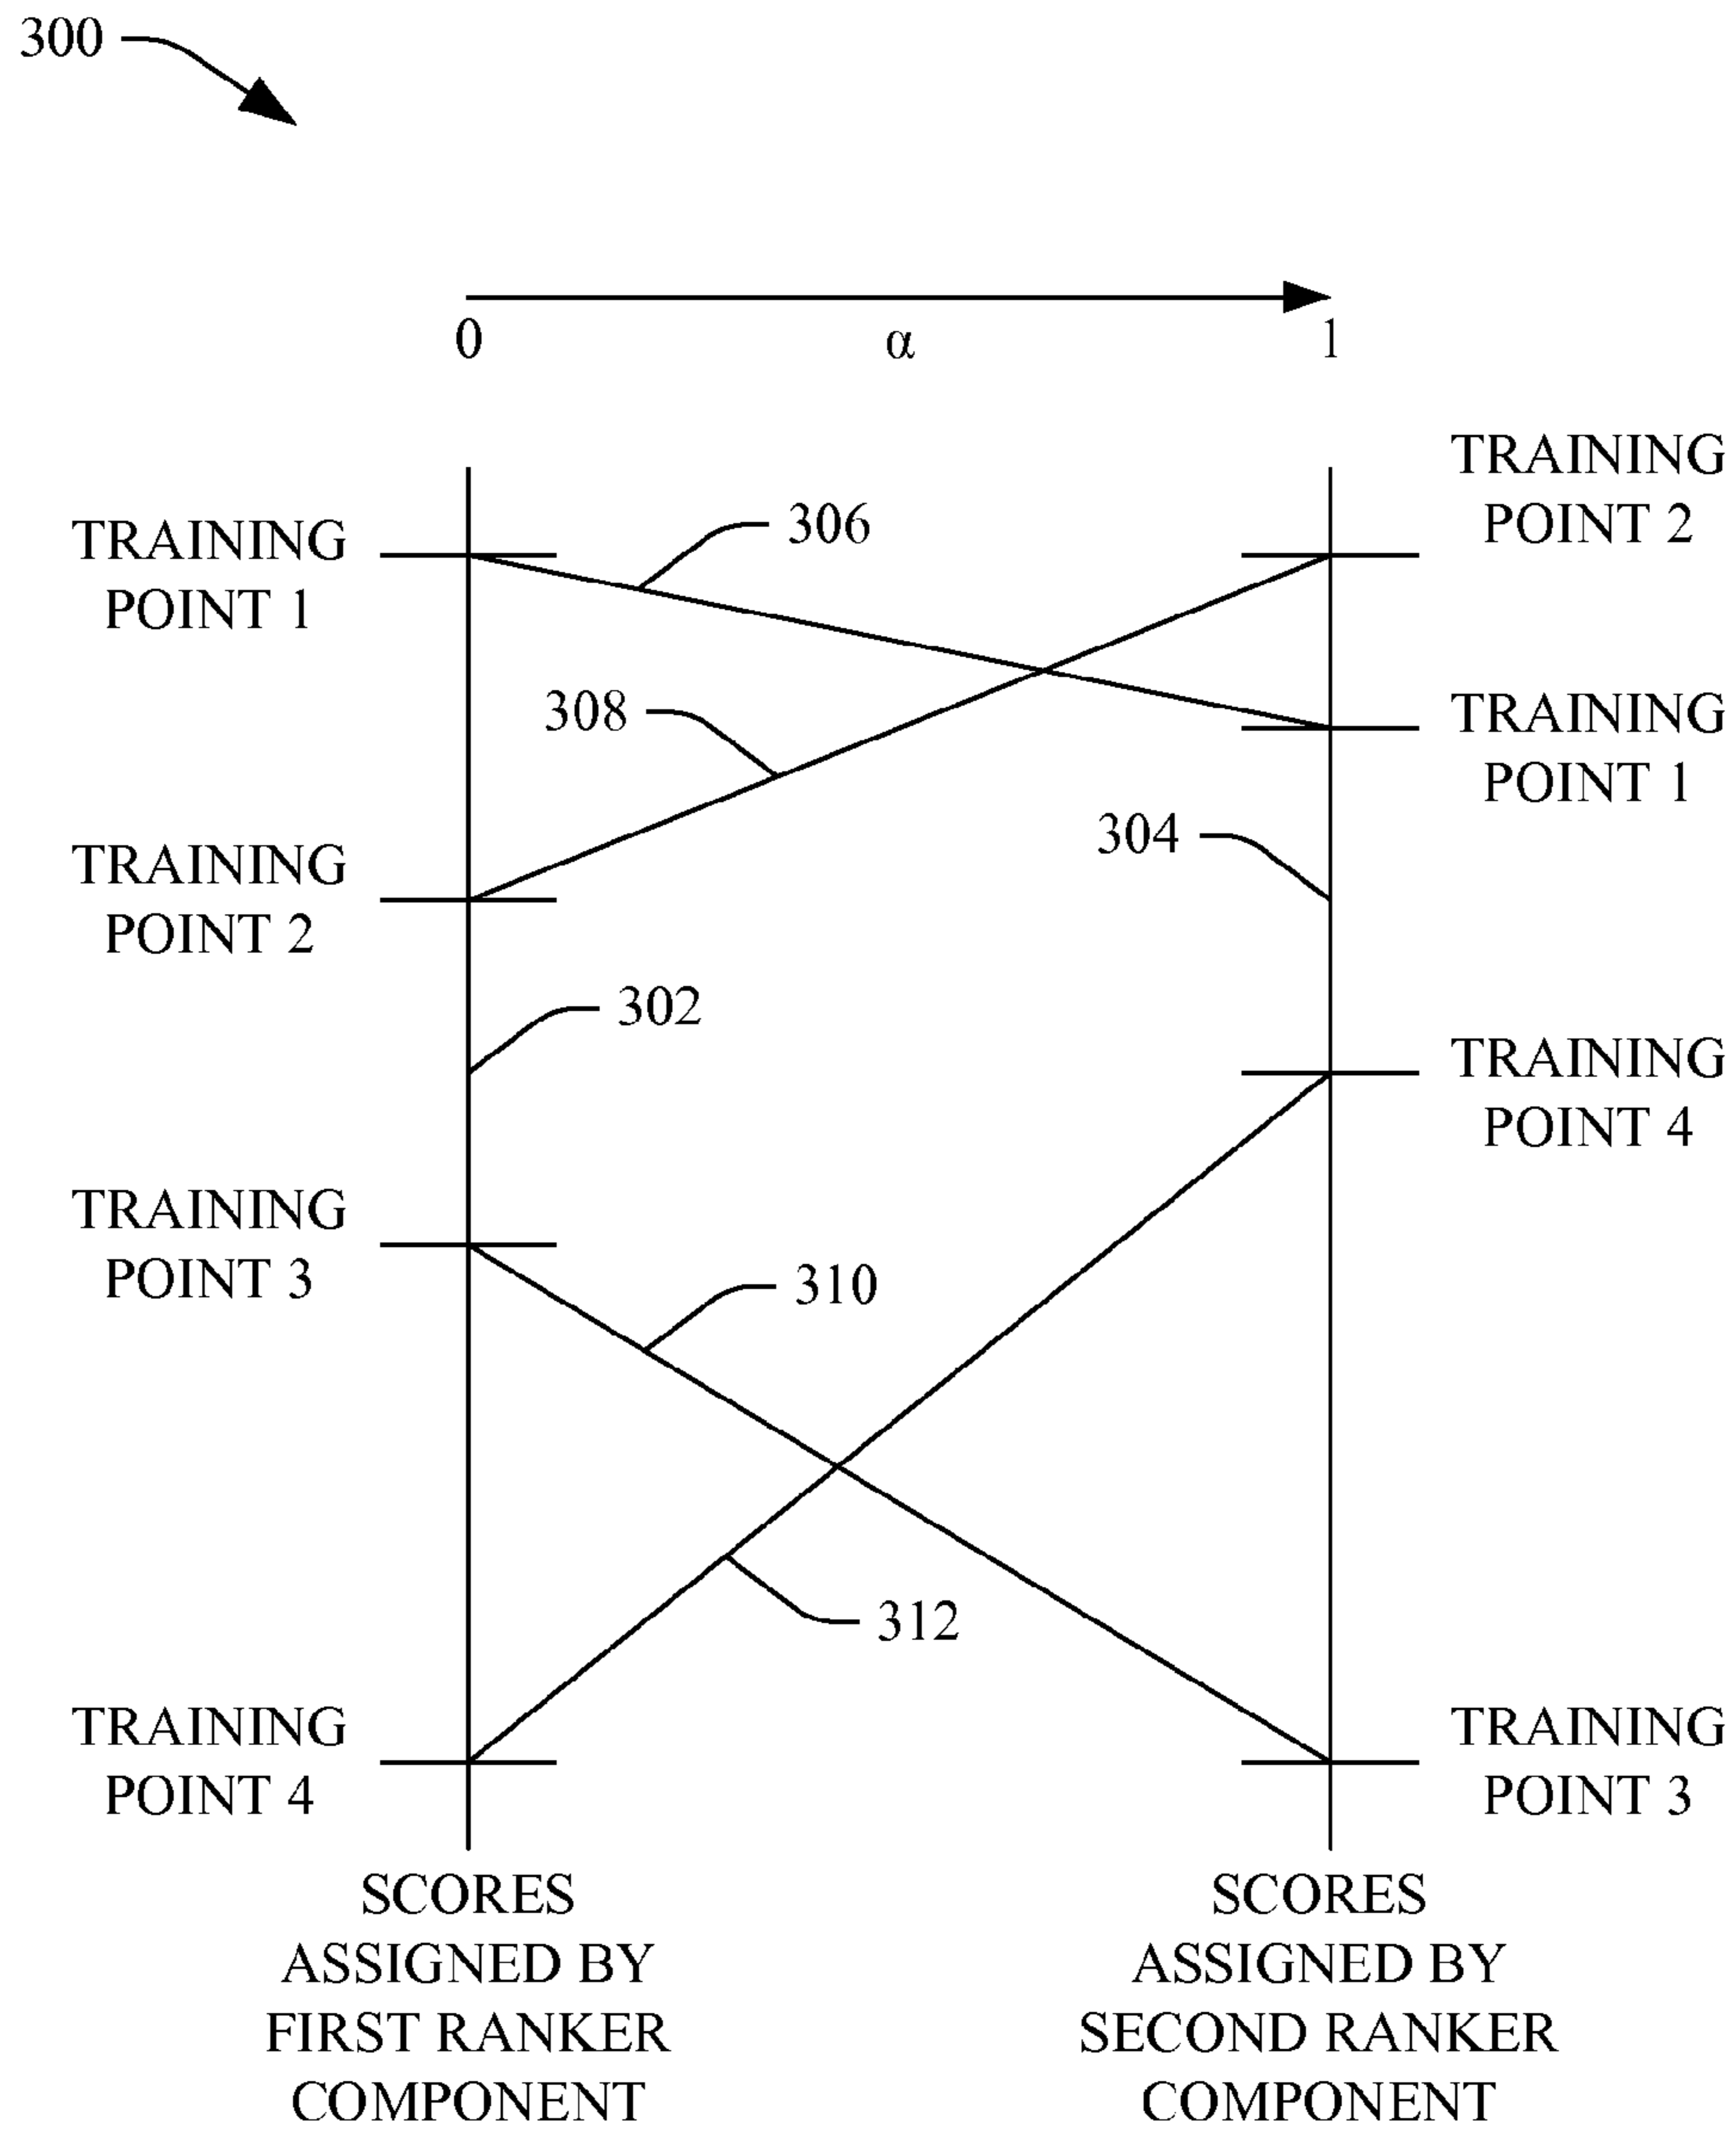 300
0
α
1
TRAINING
POINT 2
306
TRAINING
POINT 1
308
TRAINING
POINT 1
304
TRAINING
POINT 2
302
TRAINING
POINT 4
TRAINING
POINT 3
310
312
TRAINING
POINT 4
TRAINING
POINT 3
SCORES
ASSIGNED BY
FIRST RANKER
COMPONENT
SCORES
ASSIGNED BY
SECOND RANKER
COMPONENT